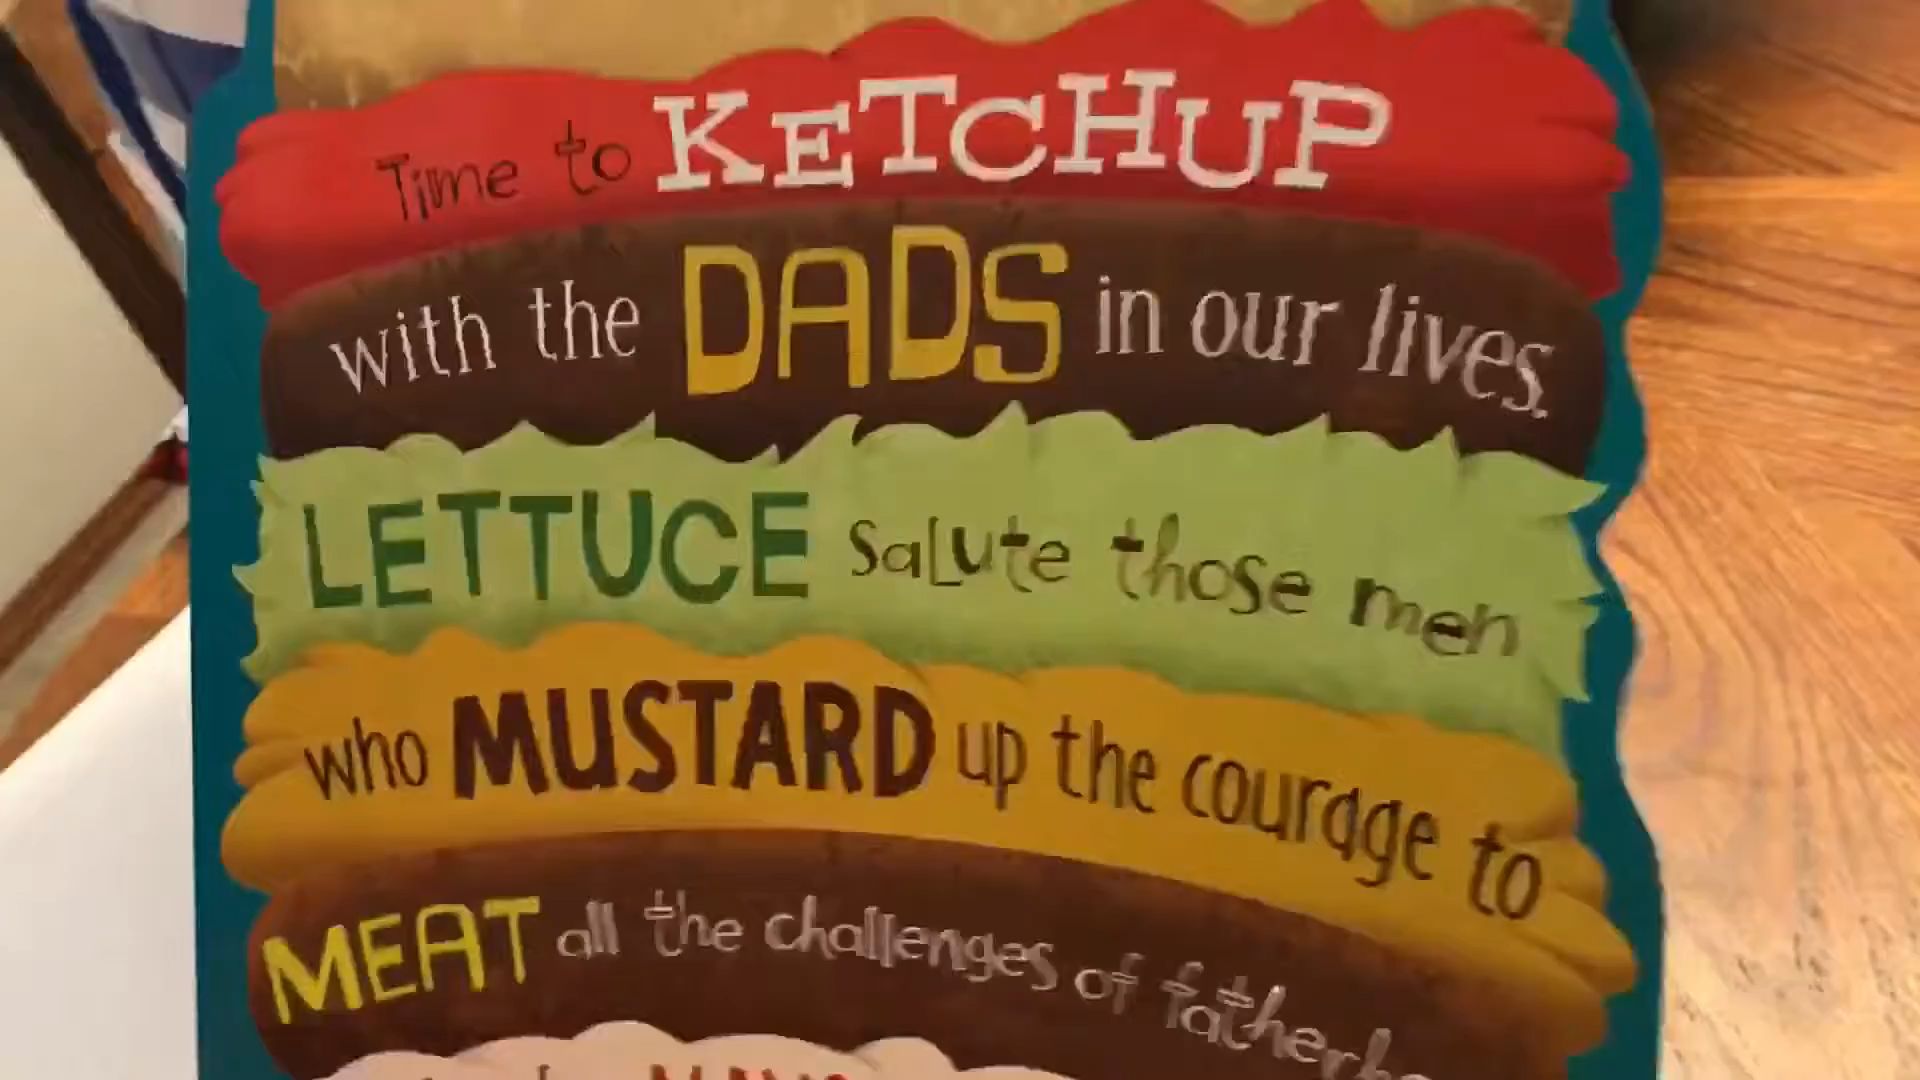 Time to KETCHUP
with the DADS in our lives.
LETTUCE salute those men
who MUSTARD up the courage to
MEAT all the challenges of